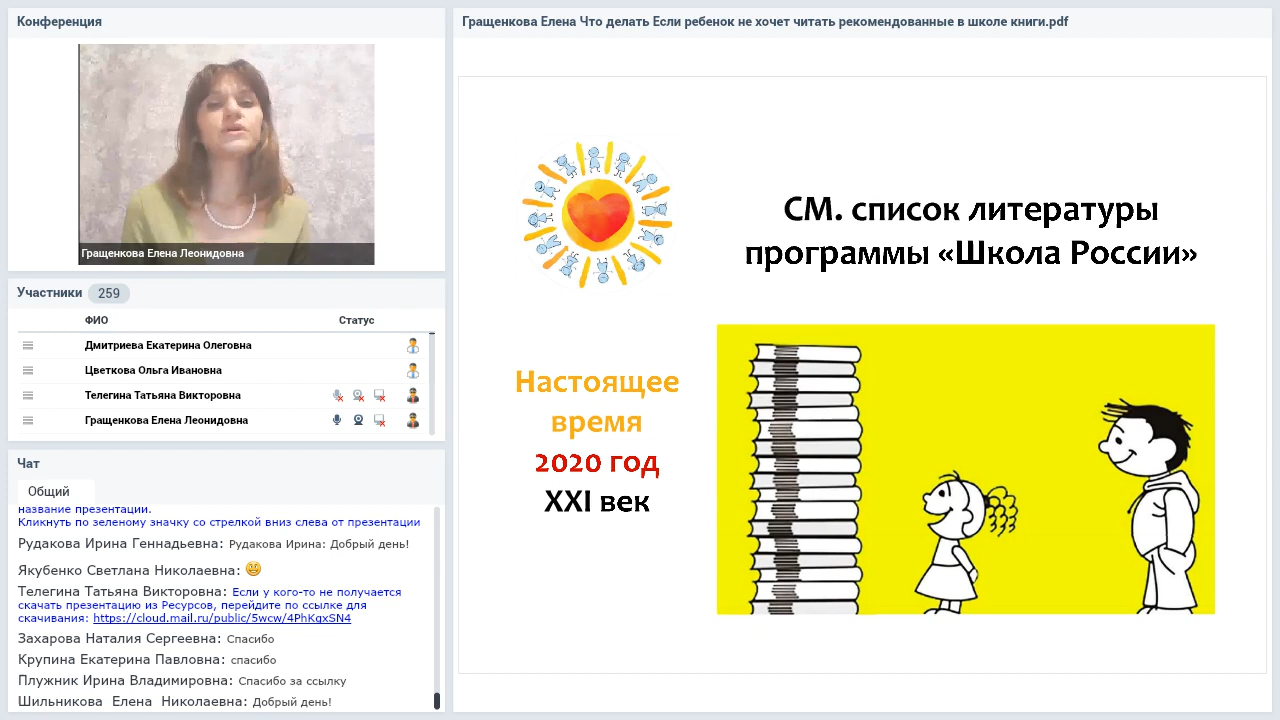 Конференция
Гращенкова Елена Леонидовна
Участники 259
ФИО Статус
Дмитриева Екатерина Олеговна
Цветкова Ольга Ивановна
Телегина Татьяна Викторовна
Гращенкова Елена Леонидовна
Чат
Общий
название презентации.
Кликнуть по зеленому значку со стрелкой вниз слева от презентации
Рудакова Ирина Геннадьевна: Рудакова Ирина: Добрый день!
Якубенко Светлана Николаевна:
Телегина Татьяна Викторовна: Если у кого-то не получается
скачать презентацию из Ресурсов, перейдите по ссылке для
скачивания: https://cloud.mail.ru/public/5wcw/4PhKgxSN4
Захарова Наталия Сергеевна: Спасибо
Крупина Екатерина Павловна: спасибо
Плужник Ирина Владимировна: Спасибо за ссылку
Шильникова Елена Николаевна: Добрый день!
Гращенкова Елена Что делать Если ребенок не хочет читать рекомендованные в школе книги.pdf
СМ. список литературы
программы «Школа России»
Настоящее
время
2020 год
XXI век